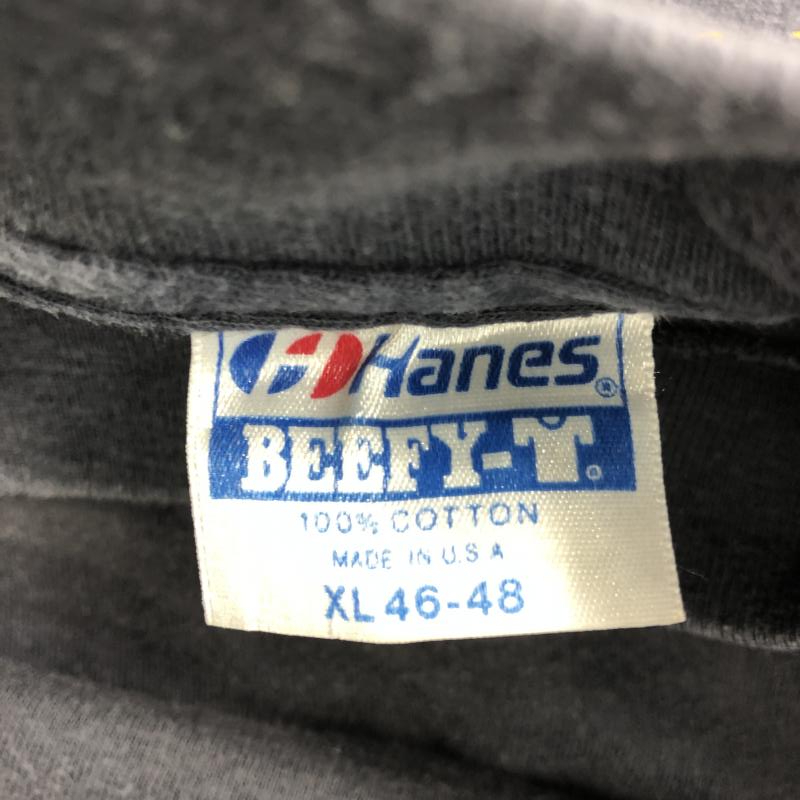 Hanes®
BEEFY-T®
100% COTTON
MADE IN U.S A
XL 46-48